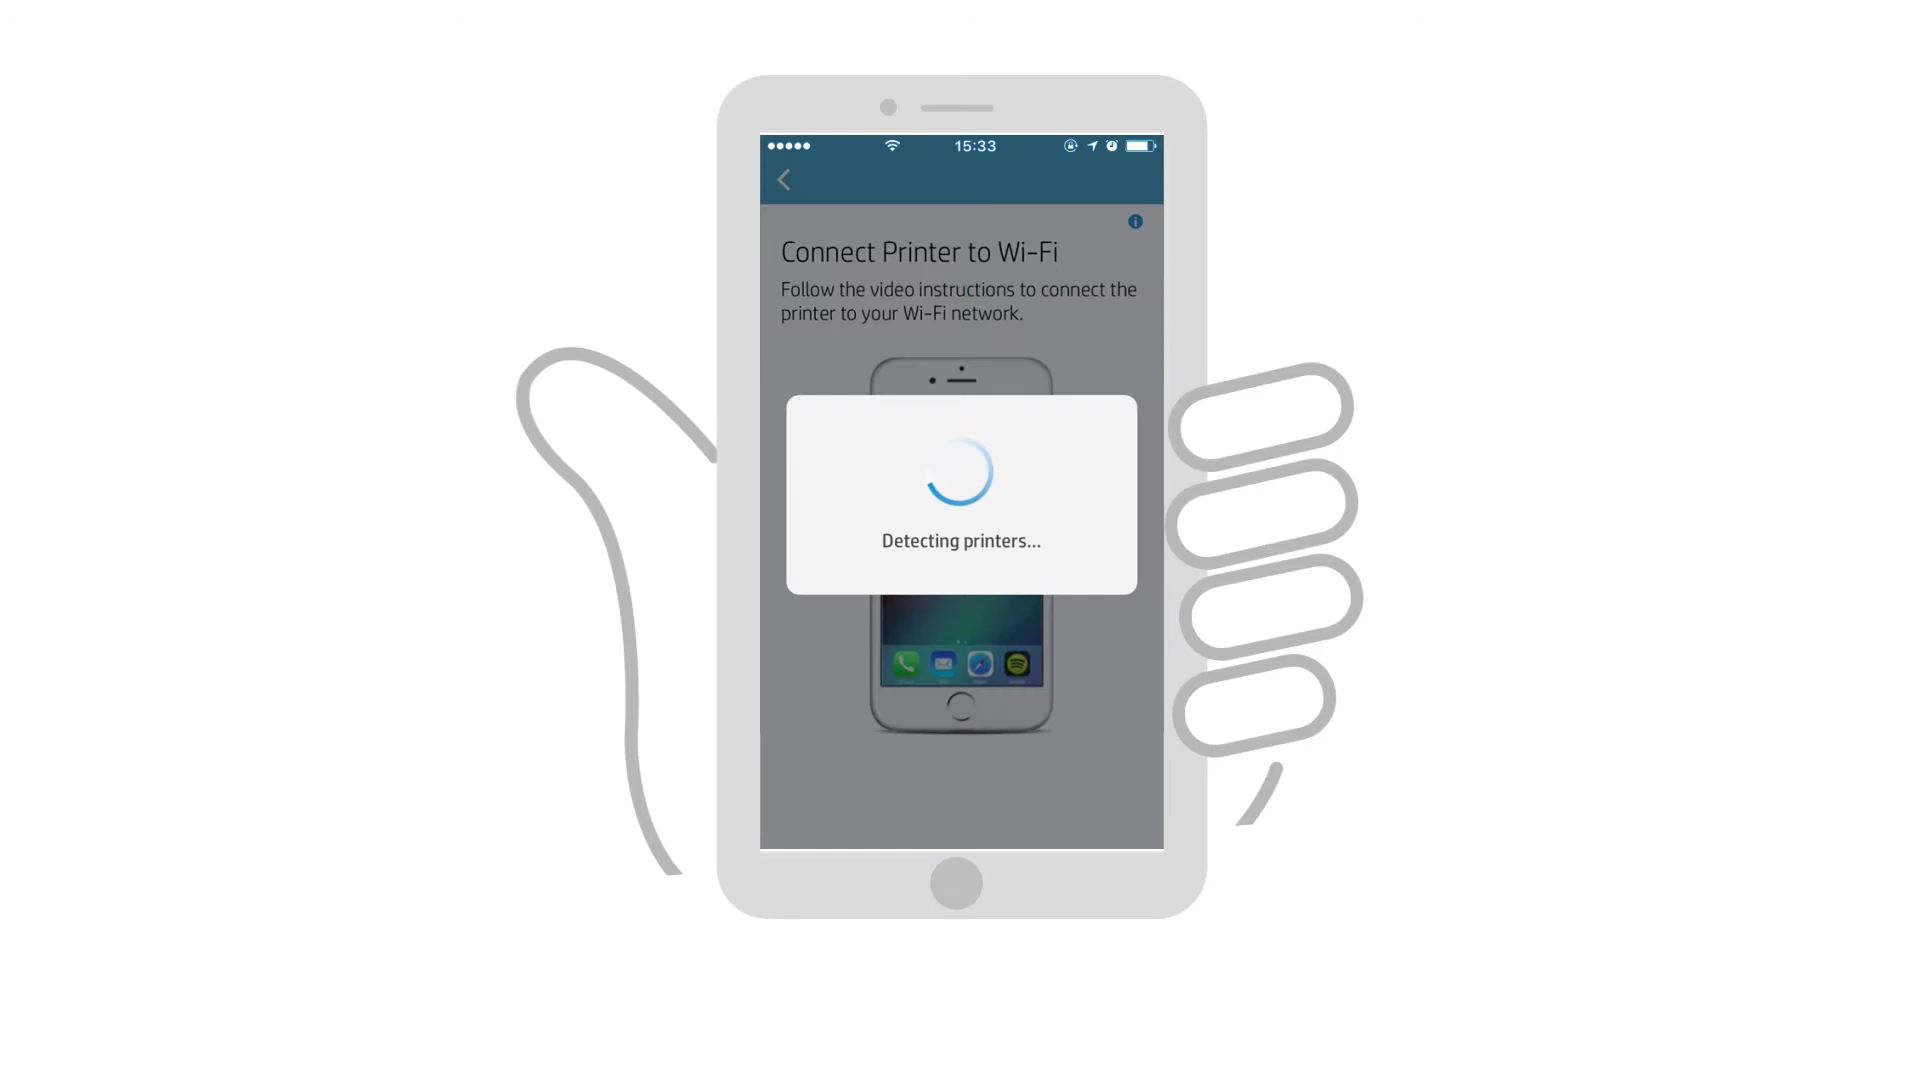 15:33
Connect Printer to Wi-Fi
Follow the video instructions to connect the
printer to your Wi-Fi network.
Detecting printers...